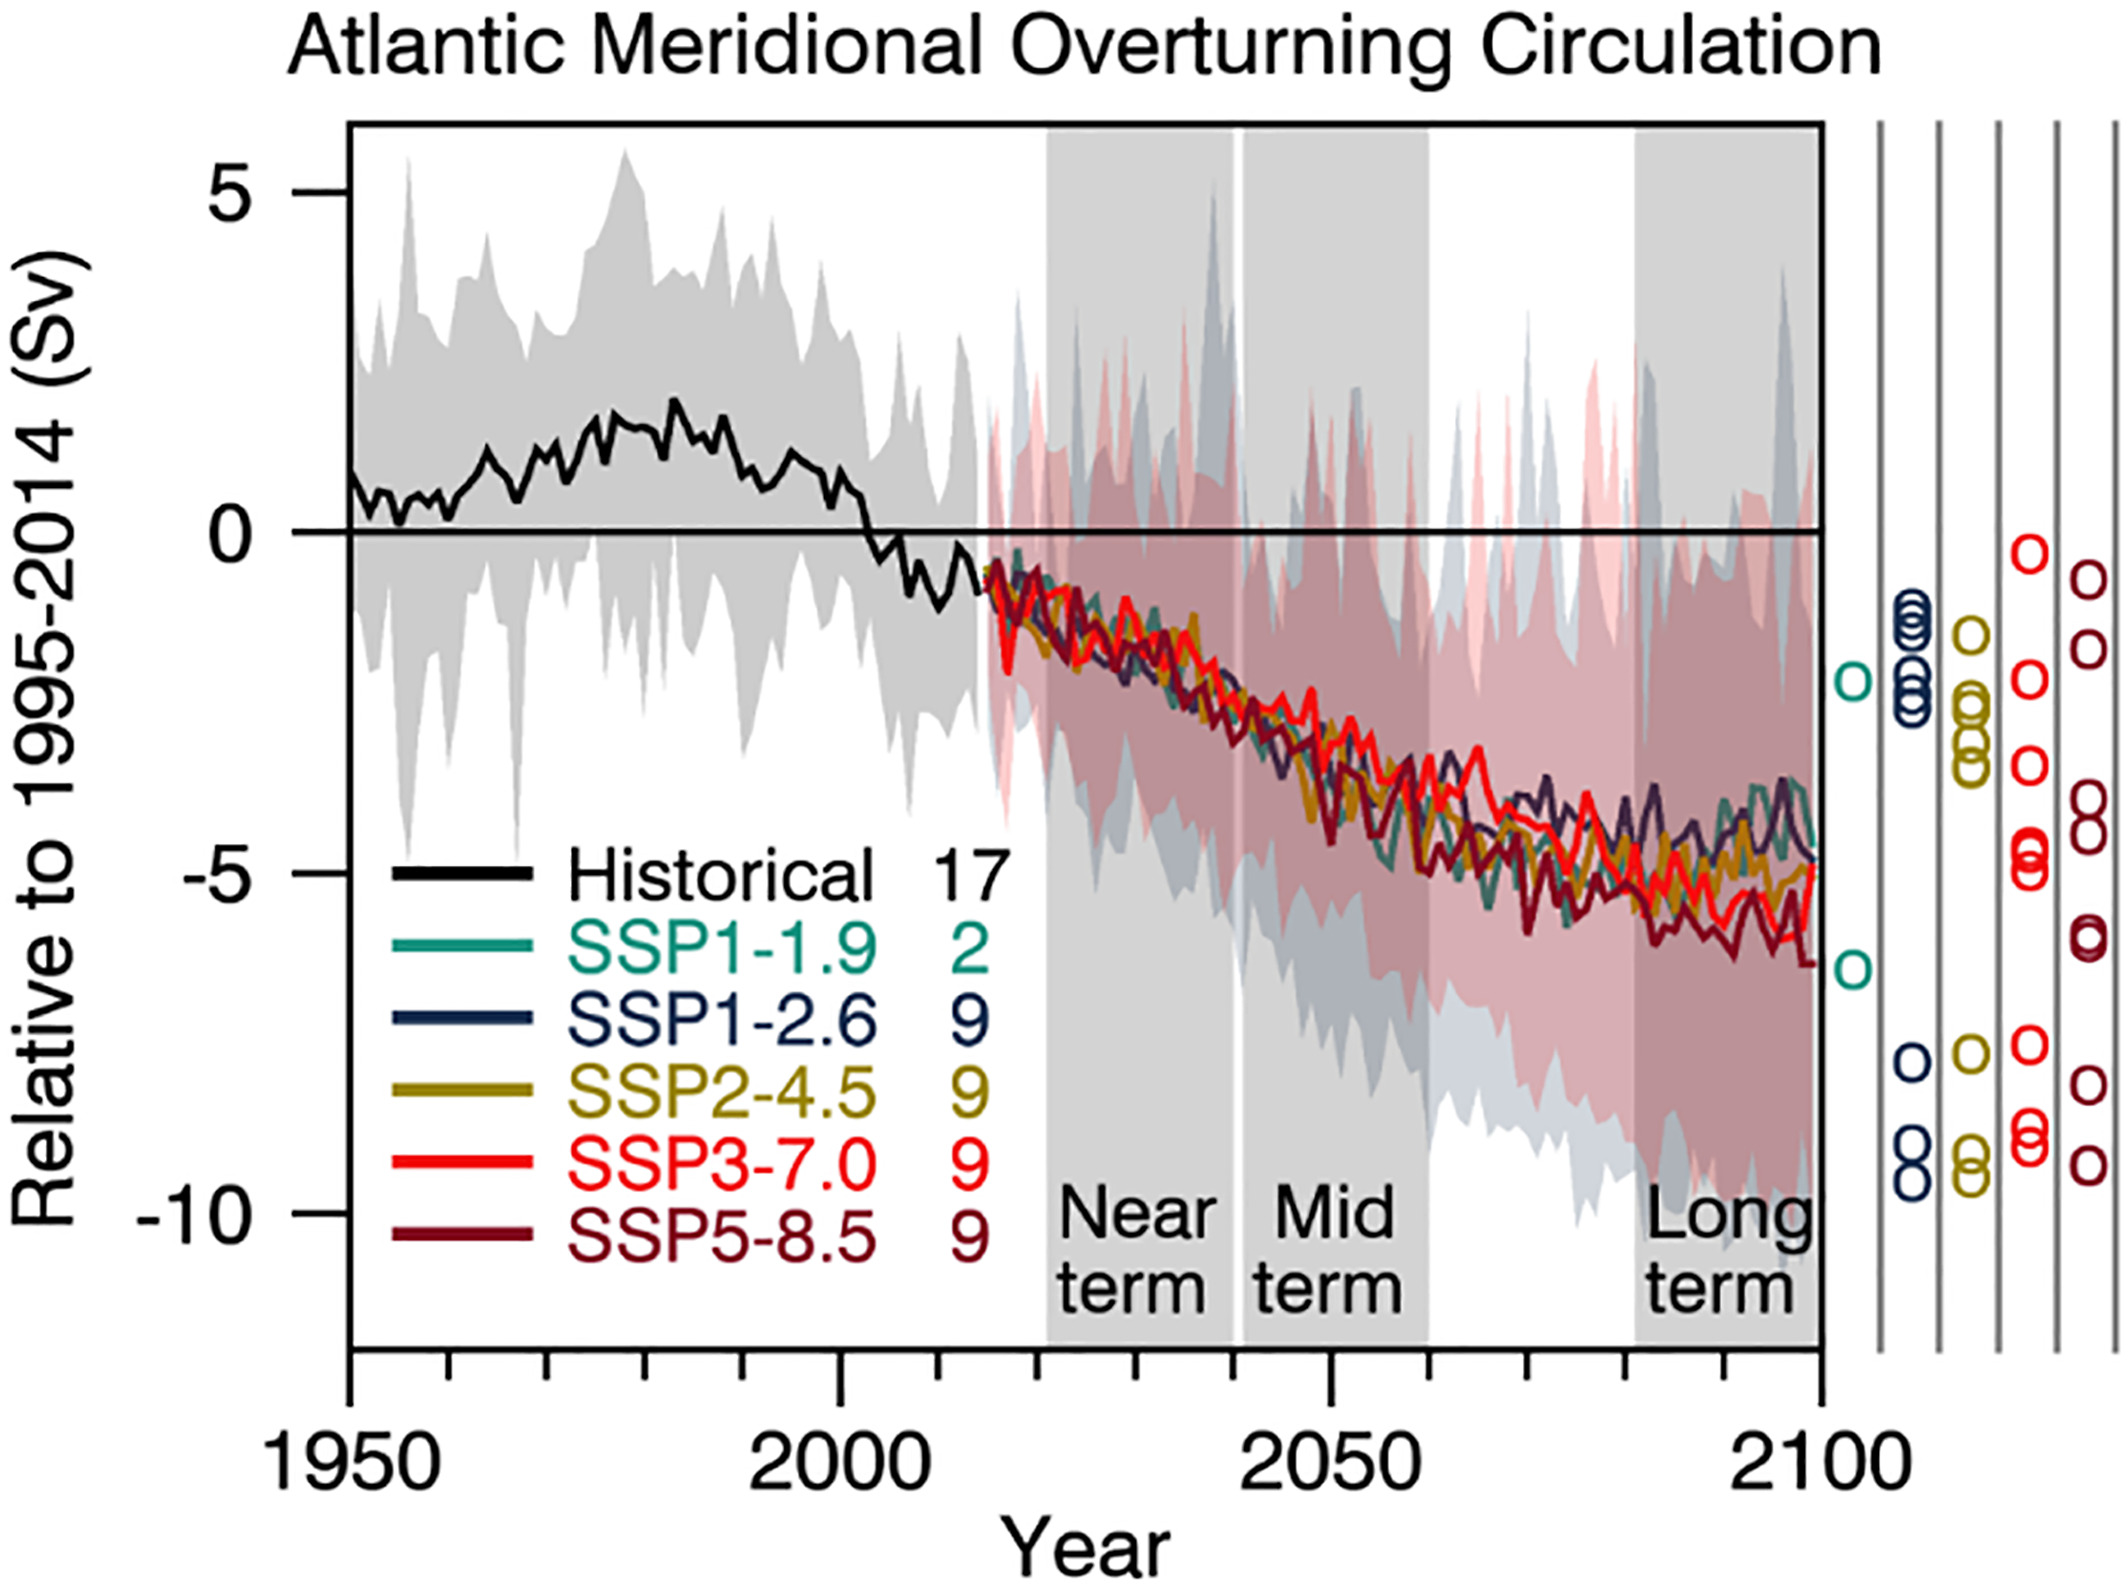 Atlantic Meridional Overturning Circulation
Relative to 1995-2014 (Sv)
5
0
-5
-10
Historical 17
SSP1-1.9 2
SSP1-2.6 9
SSP2-4.5 9
SSP3-7.0 9
SSP5-8.5 9
Near
term
Mid
term
Long
term
1950 2000 2050 2100
Year